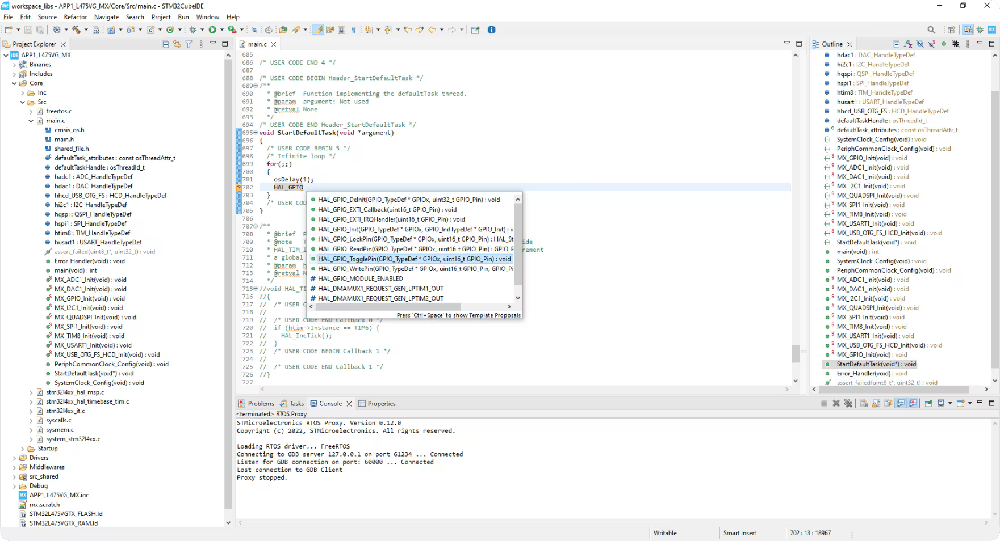 workspace_libs - APP1_L475VG_MX/Core/Src/main.c - STM32CubeIDE
File Edit Source Refactor Navigate Search Project Run Window Help
Project Explorer
APP1_L475VG_MX
Binaries
Includes
Core
Inc
Src
freertos.c
main.c
cmsis_os.h
main.h
shared_file.h
defaultTask_attributes : const osThreadAttr_t
defaultTaskHandle : osThreadId_t
hadc1 : ADC_HandleTypeDef
hdac1 : DAC_HandleTypeDef
hhcd_USB_OTG_FS : HCD_HandleTypeDef
hi2c1 : I2C_HandleTypeDef
hqspi : QSPI_HandleTypeDef
hspi1 : SPI_HandleTypeDef
htim8 : TIM_HandleTypeDef
husart1 : USART_HandleTypeDef
assert_failed(uint8_t*, uint32_t) : void
Error_Handler(void) : void
main(void) : int
MX_ADC1_Init(void) : void
MX_DAC1_Init(void) : void
MX_GPIO_Init(void) : void
MX_I2C1_Init(void) : void
MX_QUADSPI_Init(void) : void
MX_SPI1_Init(void) : void
MX_TIM8_Init(void) : void
MX_USART1_Init(void) : void
MX_USB_OTG_FS_HCD_Init(void) : void
PeriphCommonClock_Config(void) : void
StartDefaultTask(void*) : void
SystemClock_Config(void) : void
stm32l4xx_hal_msp.c
stm32l4xx_hal_timebase_tim.c
stm32l4xx_it.c
syscalls.c
sysmem.c
system_stm32l4xx.c
Startup
Drivers
Middlewares
src_shared
Debug
APP1_L475VG_MX.ioc
mx.scratch
STM32L475VGTX_FLASH.ld
STM32L475VGTX_RAM.ld
main.c
685
686 /* USER CODE END 4 */
687
688 /* USER CODE BEGIN Header_StartDefaultTask */
689 /**
690 * @brief Function implementing the defaultTask thread.
691 * @param argument: Not used
692 * @retval None
693 */
694 /* USER CODE END Header_StartDefaultTask */
695 void StartDefaultTask(void *argument)
696 {
697 /* USER CODE BEGIN 5 */
698 /* Infinite loop */
699 for(;;)
700 {
701 osDelay(1);
702 HAL_GPIO
703 }
704 /* USER COD
705 }
706
707 /**
708 * @brief P
709 * @note T ide
710 * HAL_TIM_I rement
711 * a global
712 * @param h
713 * @retval N
714 */
715 //void HAL_TI
716 //{
717 // /* USER C
718 //
719 // /* USER CODE END Callback 0 */
720 // if (htim->Instance == TIM6) {
721 // HAL_IncTick();
722 // }
723 // /* USER CODE BEGIN Callback 1 */
724 //
725 // /* USER CODE END Callback 1 */
726 //}
727
HAL_GPIO_DeInit(GPIO_TypeDef * GPIOx, uint32_t GPIO_Pin) : void
HAL_GPIO_EXTI_Callback(uint16_t GPIO_Pin) : void
HAL_GPIO_EXTI_IRQHandler(uint16_t GPIO_Pin) : void
HAL_GPIO_Init(GPIO_TypeDef * GPIOx, GPIO_InitTypeDef * GPIO_Init) : v
HAL_GPIO_LockPin(GPIO_TypeDef * GPIOx, uint16_t GPIO_Pin) : HAL_St
HAL_GPIO_ReadPin(GPIO_TypeDef * GPIOx, uint16_t GPIO_Pin) : GPIO_P
HAL_GPIO_TogglePin(GPIO_TypeDef * GPIOx, uint16_t GPIO_Pin) : void
HAL_GPIO_WritePin(GPIO_TypeDef * GPIOx, uint16_t GPIO_Pin, GPIO_Pi
HAL_GPIO_MODULE_ENABLED
HAL_DMAMUX1_REQUEST_GEN_LPTIM1_OUT
HAL_DMAMUX1_REQUEST_GEN_LPTIM2_OUT
Press 'Ctrl+Space' to show Template Proposals
Outline
hdac1 : DAC_HandleTypeDef
hi2c1 : I2C_HandleTypeDef
hqspi : QSPI_HandleTypeDef
hspi1 : SPI_HandleTypeDef
htim8 : TIM_HandleTypeDef
husart1 : USART_HandleTypeDef
hhcd_USB_OTG_FS : HCD_HandleTypeDef
defaultTaskHandle : osThreadId_t
defaultTask_attributes : const osThreadAttr_t
SystemClock_Config(void) : void
PeriphCommonClock_Config(void) : void
MX_GPIO_Init(void) : void
MX_ADC1_Init(void) : void
MX_DAC1_Init(void) : void
MX_I2C1_Init(void) : void
MX_QUADSPI_Init(void) : void
MX_SPI1_Init(void) : void
MX_TIM8_Init(void) : void
MX_USART1_Init(void) : void
MX_USB_OTG_FS_HCD_Init(void) : void
StartDefaultTask(void*) : void
main(void) : int
SystemClock_Config(void) : void
PeriphCommonClock_Config(void) : void
MX_ADC1_Init(void) : void
MX_DAC1_Init(void) : void
MX_I2C1_Init(void) : void
MX_QUADSPI_Init(void) : void
MX_SPI1_Init(void) : void
MX_TIM8_Init(void) : void
MX_USART1_Init(void) : void
MX_USB_OTG_FS_HCD_Init(void) : void
MX_GPIO_Init(void) : void
StartDefaultTask(void*) : void
Error_Handler(void) : void
assert_failed(uint8_t*, uint32_t) : void
Problems Tasks Console Properties
<terminated> RTOS Proxy
STMicroelectronics RTOS Proxy. Version 0.12.0
Copyright (c) 2022, STMicroelectronics. All rights reserved.
Loading RTOS driver... FreeRTOS
Connecting to GDB server 127.0.0.1 on port 61234 ... Connected
Listen for GDB connection on port: 60000 ... Connected
Lost connection to GDB Client
Proxy stopped.
Writable Smart Insert 702 : 13 : 18967